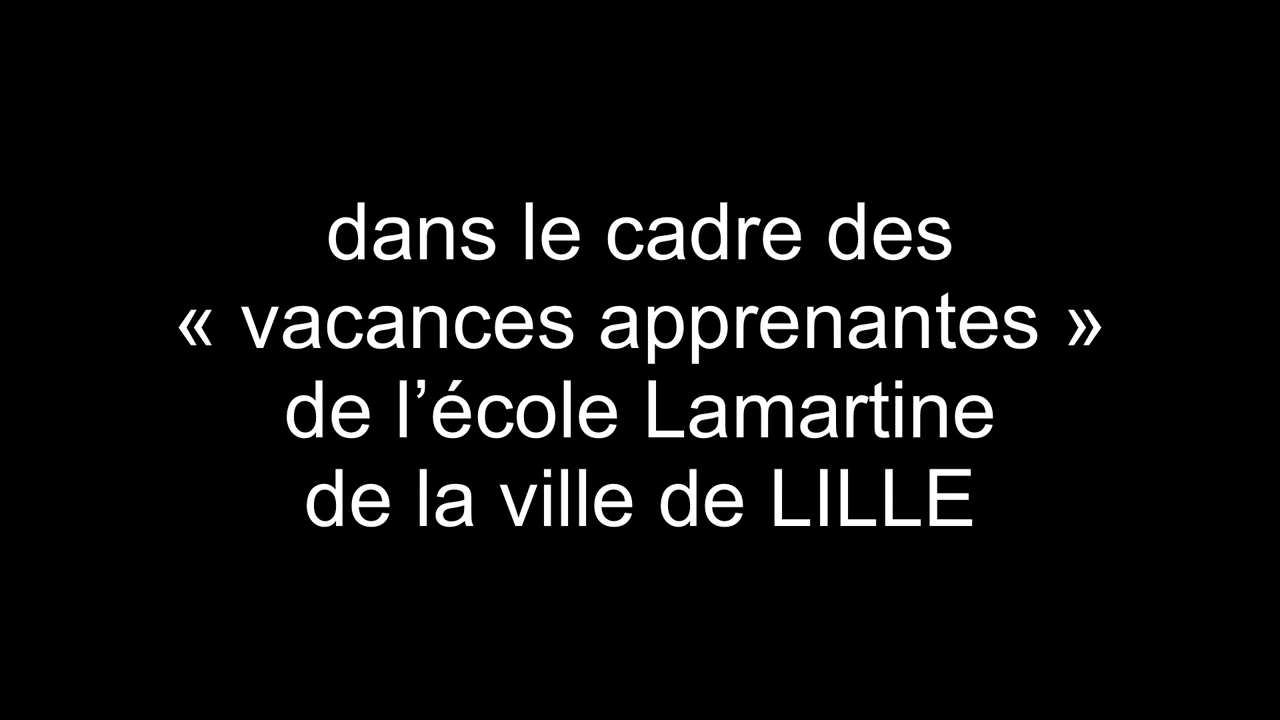 dans le cadre des
« vacances apprenantes »
de l’école Lamartine
de la ville de LILLE